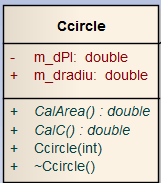 Ccircle
- m_dPI: double
+ m_dradiu: double
+ CalArea() : double
+ CalC() : double
+ Ccircle(int)
+ ~Ccircle()